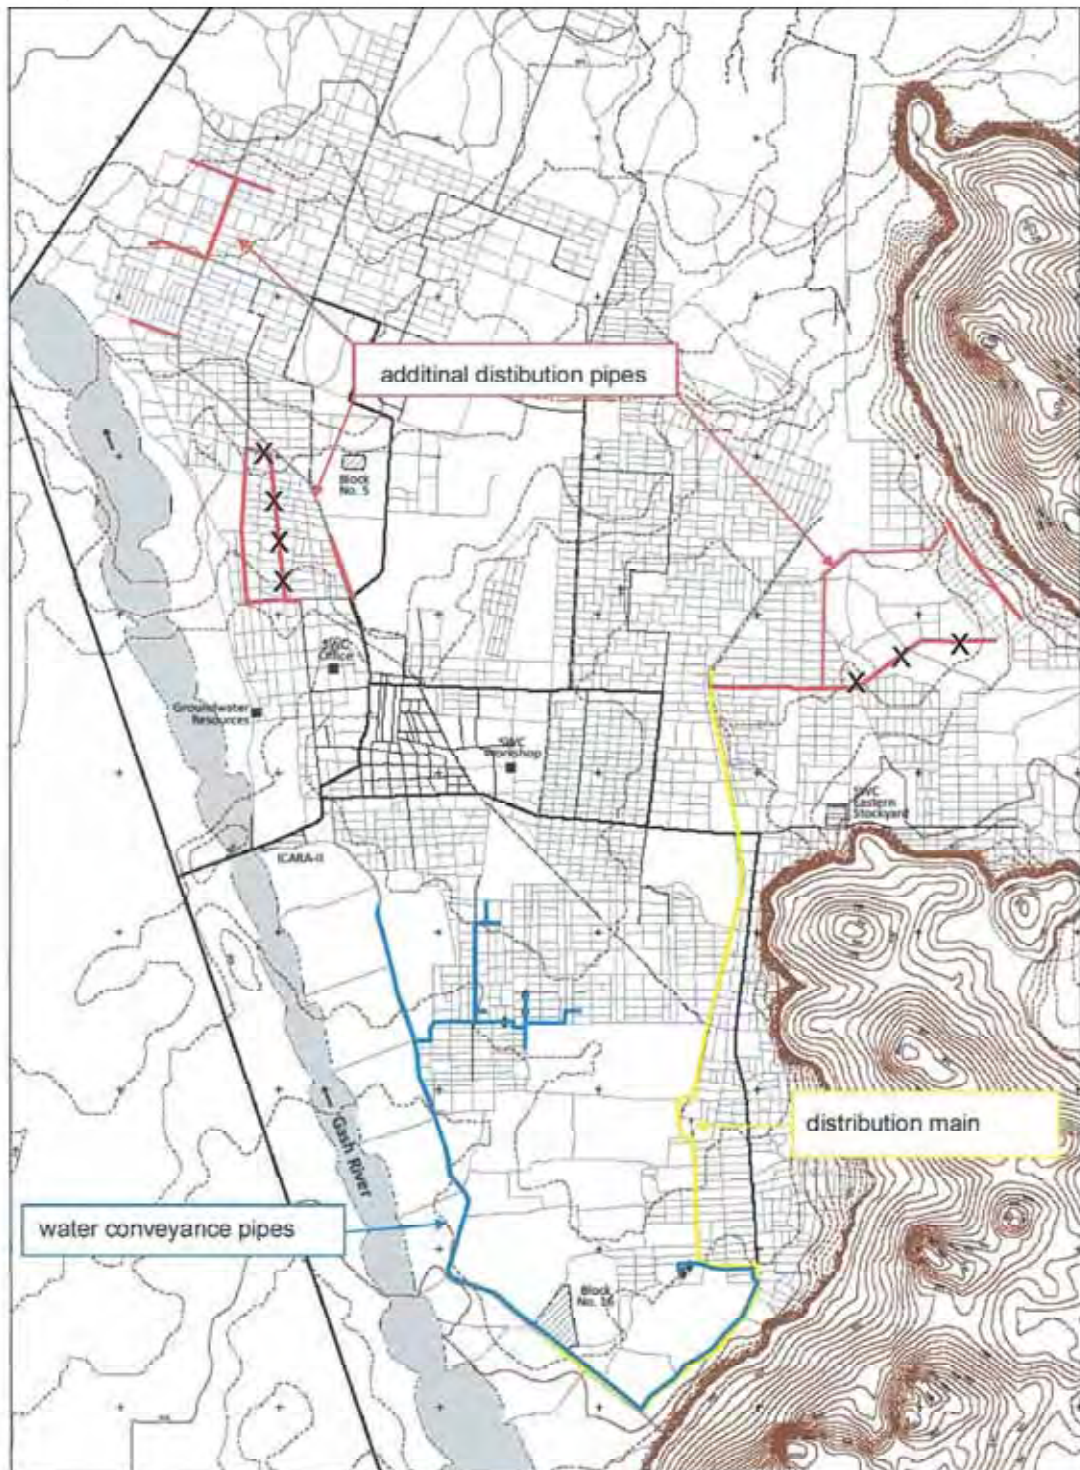 additinal distibution pipes
Block
No. 5
SWC
Office
Groundwater
Resources
SWC
Workshop
SWC
Eastern
Stockyard
ICARA-II
distribution main
Gash River
water conveyance pipes
Block
No. 16